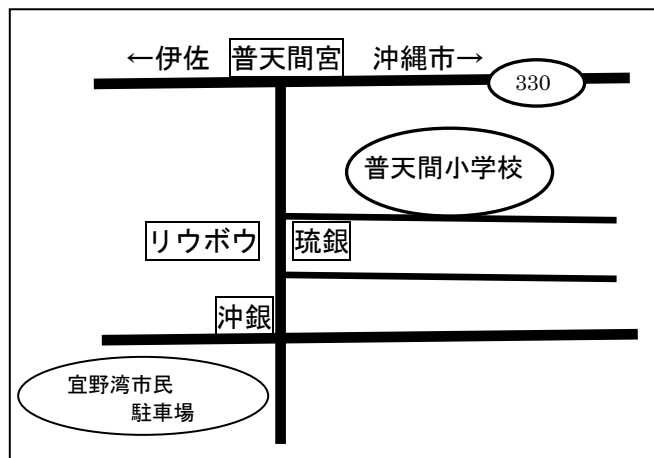 ←伊佐 普天間宮 沖縄市→
330
普天間小学校
リウボウ 琉銀
沖銀
宜野湾市民
駐車場